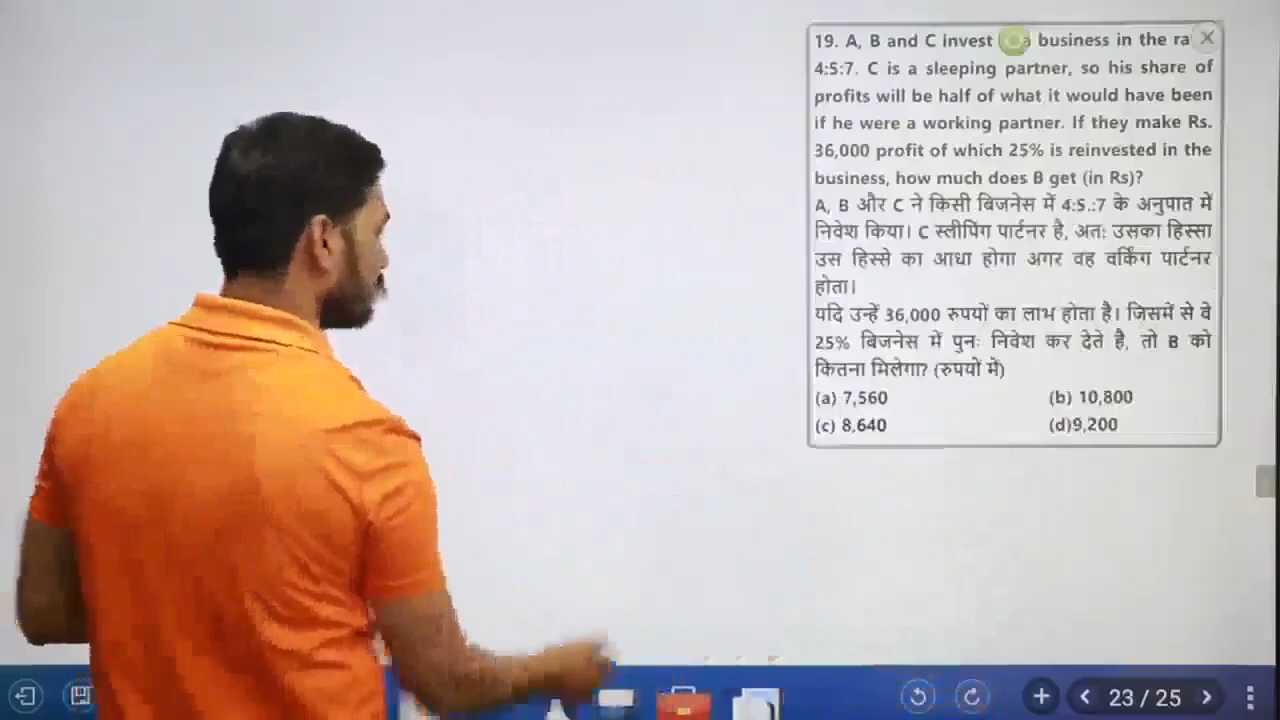 19. A, B and C invest a business in the ra
4:5:7. C is a sleeping partner, so his share of
profits will be half of what it would have been
if he were a working partner. If they make Rs.
36,000 profit of which 25% is reinvested in the
business, how much does B get (in Rs)?
A, B और C ने किसी बिजनेस में 4:5.:7 के अनुपात में
निवेश किया। C स्लीपिंग पार्टनर है, अतः उसका हिस्सा
उस हिस्से का आधा होगा अगर वह वर्किंग पार्टनर
होता।
यदि उन्हें 36,000 रुपयों का लाभ होता है। जिसमें से वे
25% बिजनेस में पुनः निवेश कर देते है, तो B को
कितना मिलेगा? (रुपयों में)
(a) 7,560 (b) 10,800
(c) 8,640 (d)9,200
23 / 25